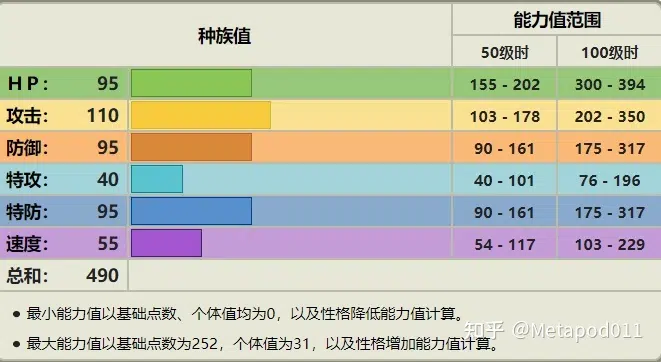 种族值 能力值范围
50级时 100级时
HP： 95 155 - 202 300 - 394
攻击： 110 103 - 178 202 - 350
防御： 95 90 - 161 175 - 317
特攻： 40 40 - 101 76 - 196
特防： 95 90 - 161 175 - 317
速度： 55 54 - 117 103 - 229
总和： 490
● 最小能力值以基础点数、个体值均为0，以及性格降低能力值计算。
● 最大能力值以基础点数为252，个体值为31，以及性格增加能力值计算。
知乎 @Metapod011